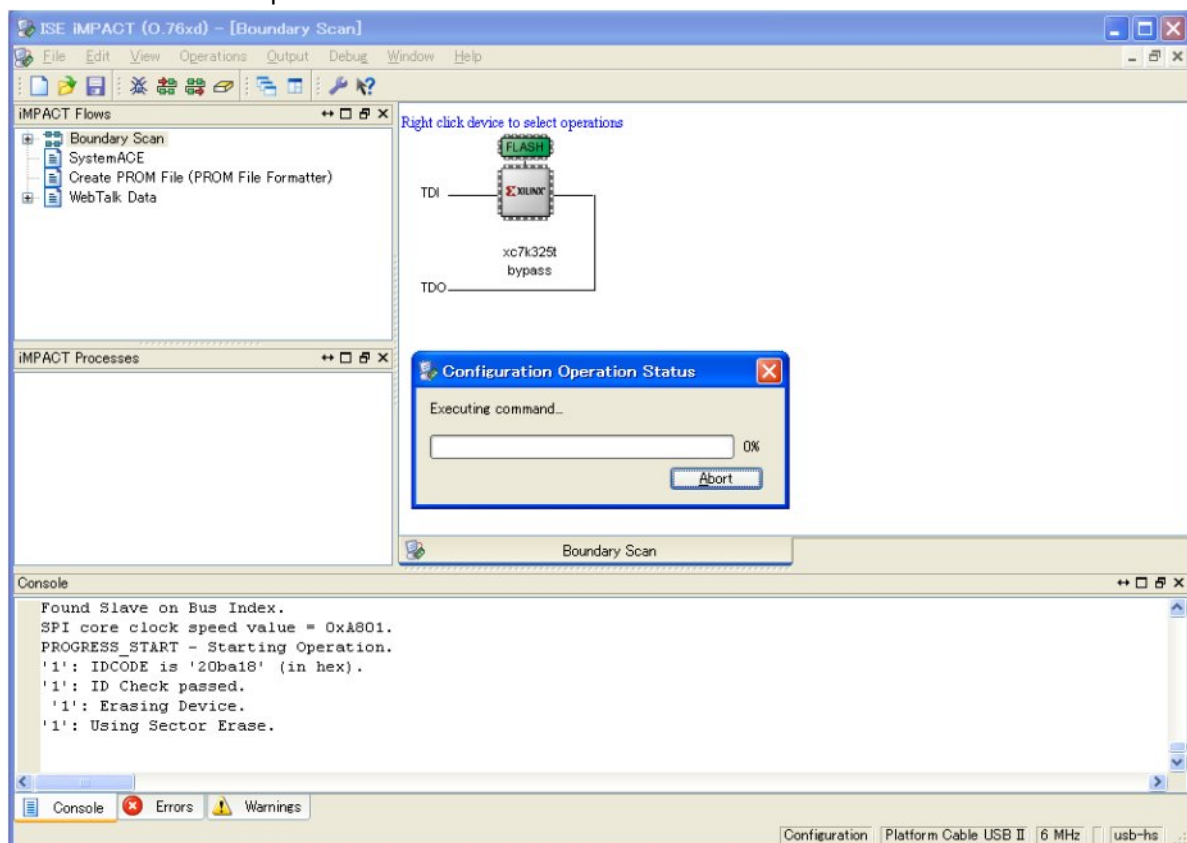 ISE iMPACT (O.76xd) - [Boundary Scan]
File Edit View Operations Output Debug Window Help
iMPACT Flows
Boundary Scan
SystemACE
Create PROM File (PROM File Formatter)
WebTalk Data
Right click device to select operations
FLASH
TDI
XILINX
xc7k325t
bypass
TDO
iMPACT Processes
Configuration Operation Status
Executing command...
0%
Abort
Boundary Scan
Console
Found Slave on Bus Index.
SPI core clock speed value = 0xA801.
PROGRESS_START - Starting Operation.
'1': IDCODE is '20ba18' (in hex).
'1': ID Check passed.
'1': Erasing Device.
'1': Using Sector Erase.
Console Errors Warnings
Configuration Platform Cable USB II 6 MHz usb-hs